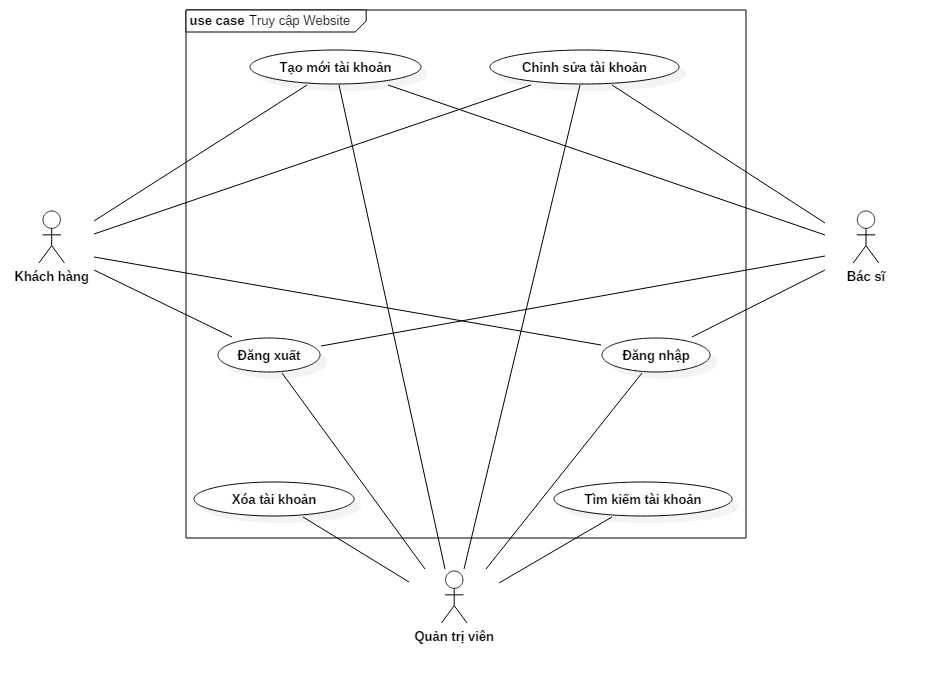 use case Truy cập Website
Tạo mới tài khoản
Chỉnh sửa tài khoản
Khách hàng
Bác sĩ
Đăng xuất
Đăng nhập
Xóa tài khoản
Tìm kiếm tài khoản
Quản trị viên